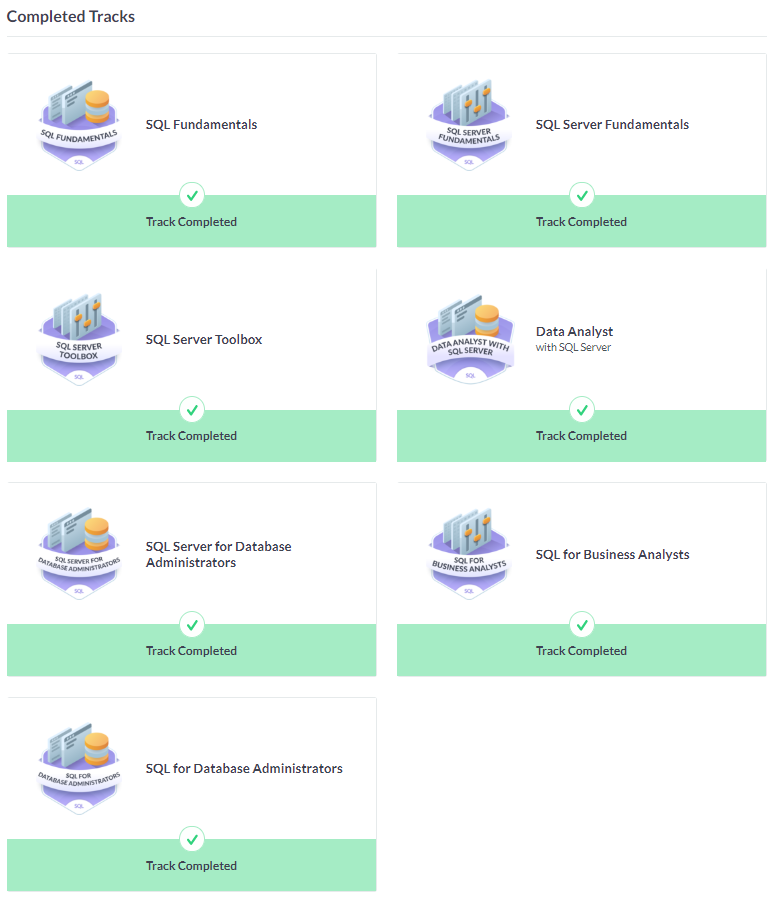 Completed Tracks
SQL FUNDAMENTALS
SQL
SQL Fundamentals
Track Completed
SQL SERVER
FUNDAMENTALS
SQL
SQL Server Fundamentals
Track Completed
SQL SERVER
TOOLBOX
SQL
SQL Server Toolbox
Track Completed
DATA ANALYST WITH
SQL SERVER
SQL
Data Analyst
with SQL Server
Track Completed
SQL SERVER FOR
DATABASE ADMINISTRATORS
SQL
SQL Server for Database
Administrators
Track Completed
SQL FOR
BUSINESS ANALYSTS
SQL
SQL for Business Analysts
Track Completed
SQL FOR
DATABASE ADMINISTRATORS
SQL
SQL for Database Administrators
Track Completed